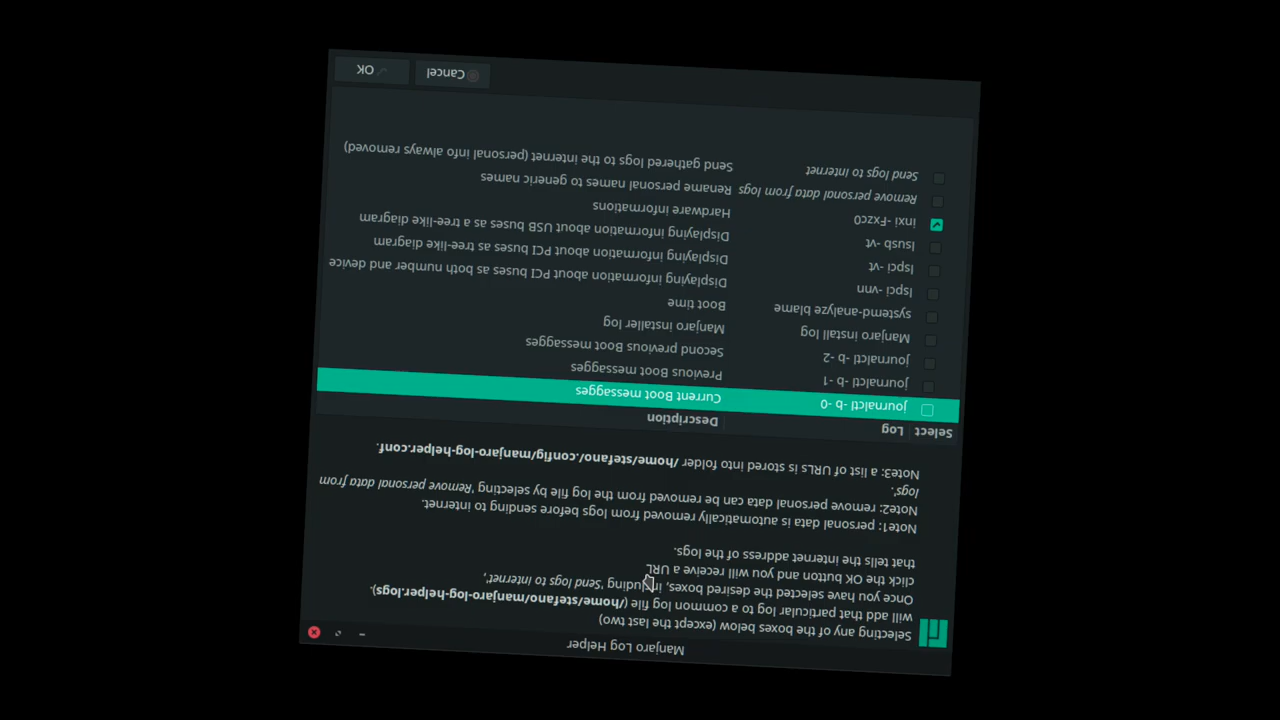 Manjaro Log Helper
Selecting any of the boxes below (except the last two)
will add that particular log to a common log file (/home/stefano/manjaro-log-helper.logs).
Once you have selected the desired boxes, including 'Send logs to Internet',
click the OK button and you will receive a URL
that tells the internet address of the logs.
Note1: personal data is automatically removed from logs before sending to internet.
Note2: remove personal data can be removed from the log file by selecting 'Remove personal data from
logs'.
Note3: a list of URLs is stored into folder /home/stefano/.config/manjaro-log-helper.conf.
Select Log Description
journalctl -b -0 Current Boot messagges
journalctl -b -1 Previous Boot messagges
journalctl -b -2 Second previous Boot messagges
Manjaro install log Manjaro installer log
systemd-analyze blame Boot time
lspci -vnn Displaying information about PCI buses as both number and device
lspci -vt Displaying information about PCI buses as tree-like diagram
lsusb -vt Displaying information about USB buses as a tree-like diagram
inxi -Fxzc0 Hardware informations
Remove personal data from logs Rename personal names to generic names
Send logs to Internet Send gathered logs to the internet (personal info always removed)
Cancel OK